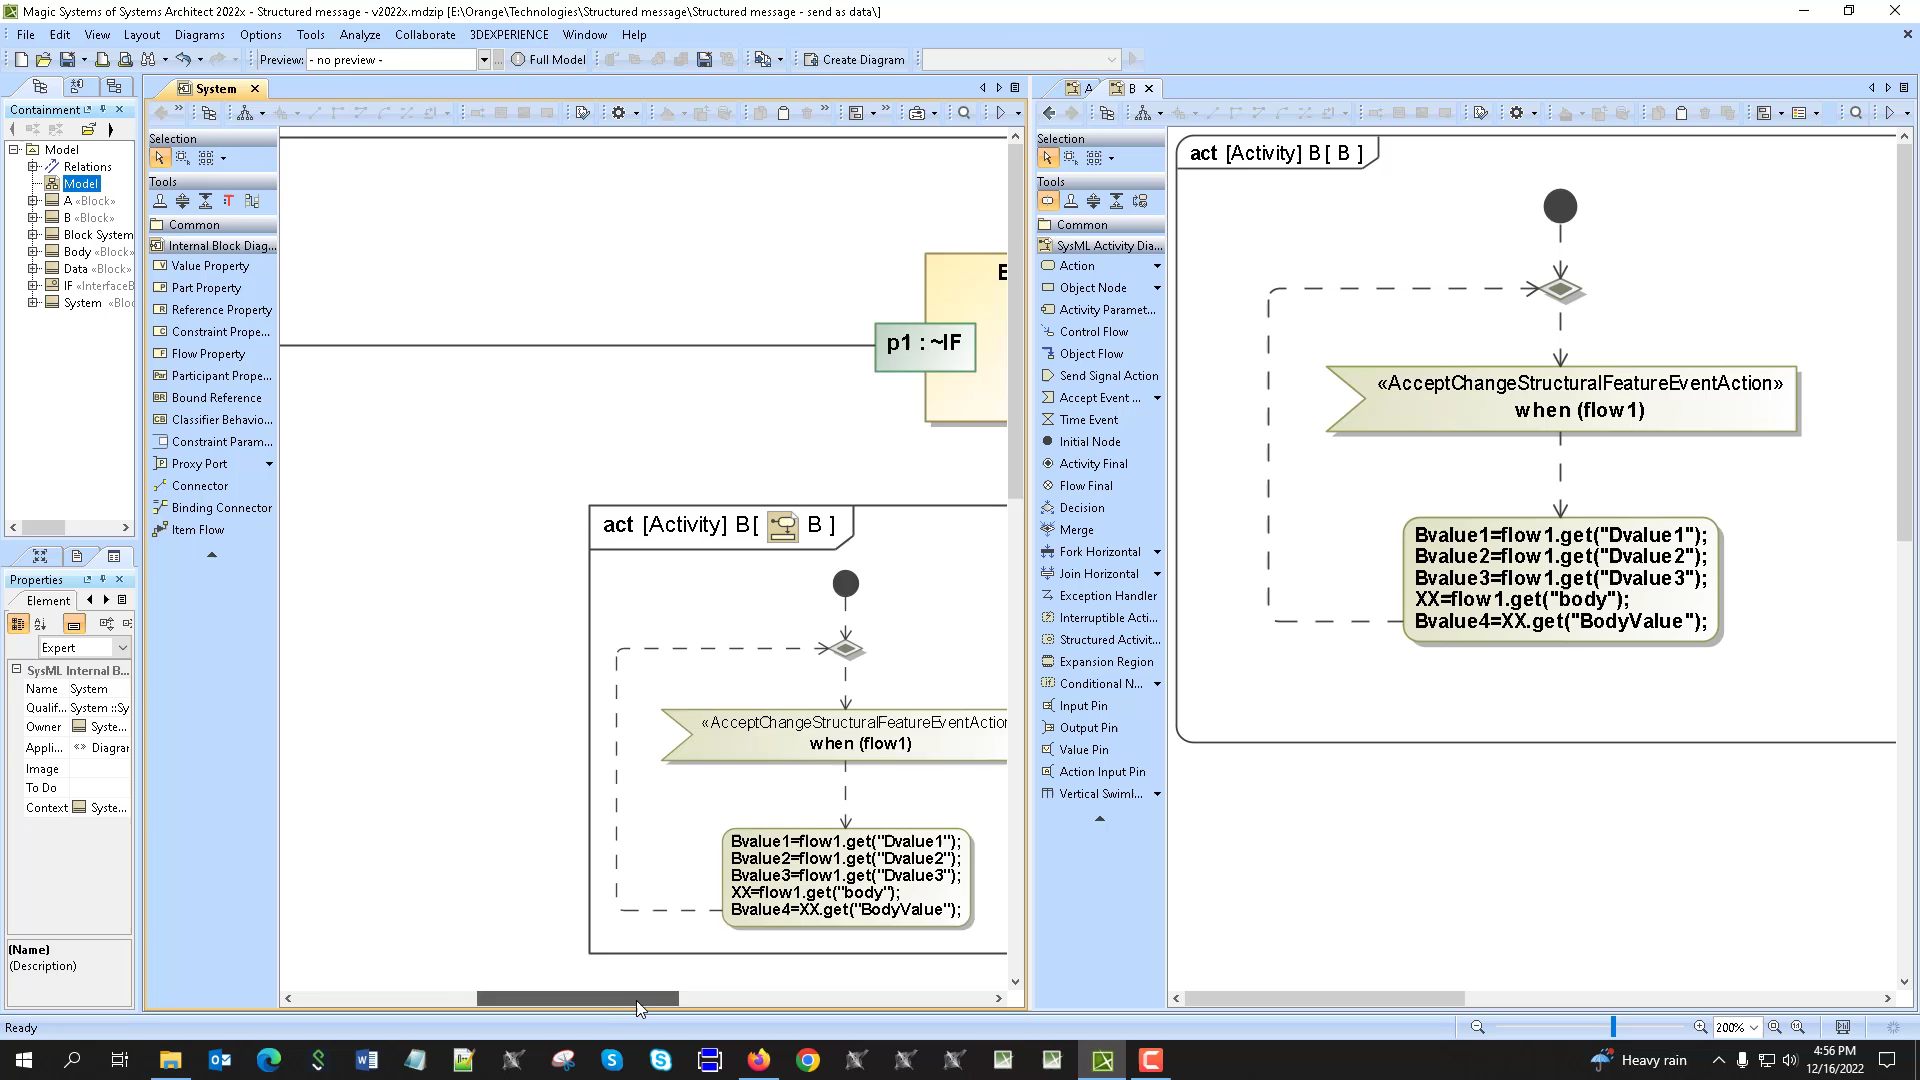 Magic Systems of Systems Architect 2022x - Structured message - v2022x.mdzip [E:\Orange\Technologies\Structured message\Structured message - send as data\]
File Edit View Layout Diagrams Options Tools Analyze Collaborate 3DEXPERIENCE Window Help
Preview: - no preview - ... Full Model Create Diagram
Containment
Model
Relations
Model
A «Block»
B «Block»
Block System
Body «Block»
Data «Block»
IF «InterfaceB
System «Bloc
Properties
Element
Expert
SysML Internal B...
Name System
Qualif... System ::Sy
Owner Syste...
Appli... «» Diagran
Image
To Do
Context Syste...
(Name)
(Description)
System
Selection
Tools
Common
Internal Block Diag...
Value Property
Part Property
Reference Property
Constraint Prope...
Flow Property
Participant Prope...
Bound Reference
Classifier Behavio...
Constraint Param...
Proxy Port
Connector
Binding Connector
Item Flow
p1 : ~IF
act [Activity] B[ B ]
«AcceptChangeStructuralFeatureEventAction
when (flow1)
Bvalue1=flow1.get("Dvalue1");
Bvalue2=flow1.get("Dvalue2");
Bvalue3=flow1.get("Dvalue3");
XX=flow1.get("body");
Bvalue4=XX.get("BodyValue");
A B
Selection
Tools
Common
SysML Activity Dia...
Action
Object Node
Activity Paramet...
Control Flow
Object Flow
Send Signal Action
Accept Event ...
Time Event
Initial Node
Activity Final
Flow Final
Decision
Merge
Fork Horizontal
Join Horizontal
Exception Handler
Interruptible Acti...
Structured Activit...
Expansion Region
Conditional N...
Input Pin
Output Pin
Value Pin
Action Input Pin
Vertical Swiml...
act [Activity] B [ B ]
«AcceptChangeStructuralFeatureEventAction»
when (flow1)
Bvalue1=flow1.get("Dvalue1");
Bvalue2=flow1.get("Dvalue2");
Bvalue3=flow1.get("Dvalue3");
XX=flow1.get("body");
Bvalue4=XX.get("BodyValue");
Ready
200%
Heavy rain
4:56 PM
12/16/2022